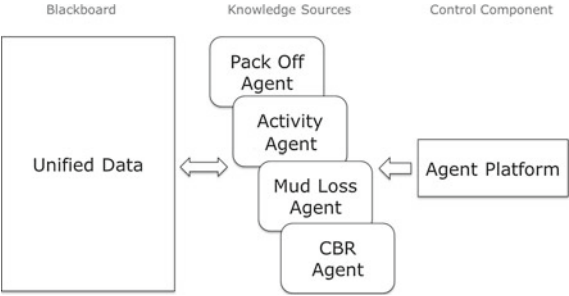 Blackboard
Knowledge Sources
Control Component
Pack Off
Agent
Activity
Agent
Unified Data
Mud Loss
Agent
Agent Platform
CBR
Agent